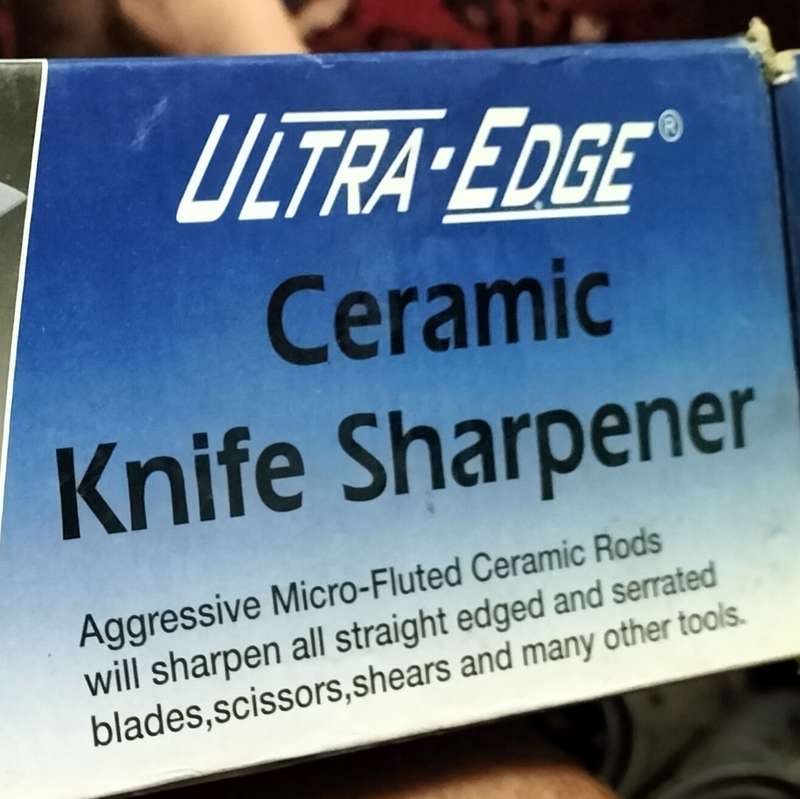 ULTRA-EDGE®
Ceramic
Knife Sharpener
Aggressive Micro-Fluted Ceramic Rods
will sharpen all straight edged and serrated
blades,scissors,shears and many other tools.